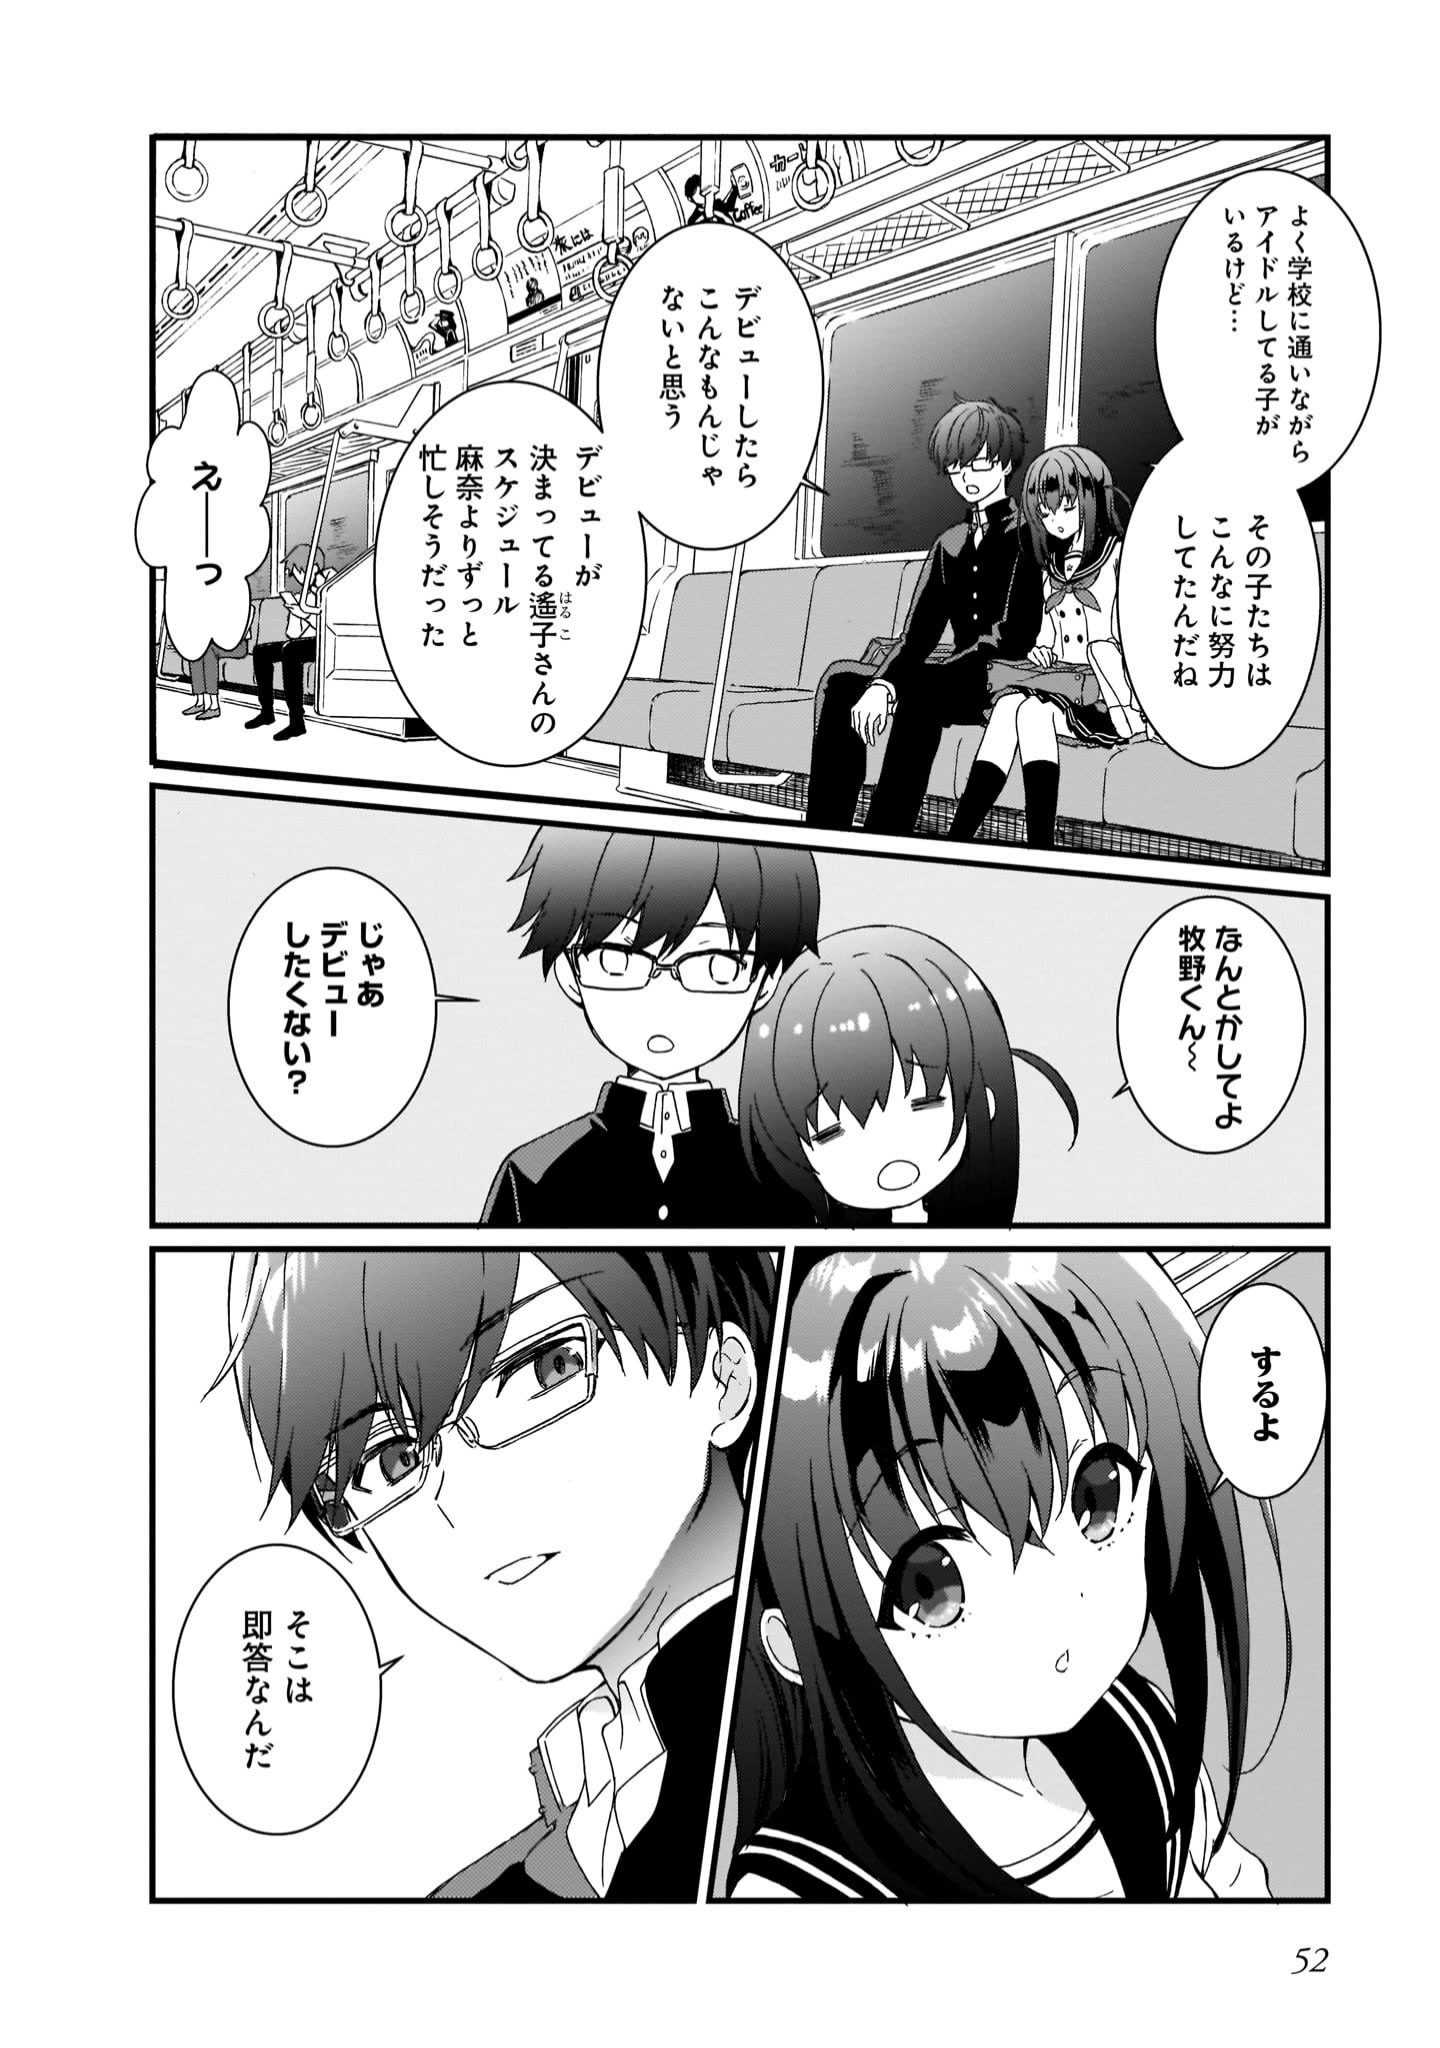 よく学校に通いながら
アイドルしてる子が
いるけど…
その子たちは
こんなに努力
してたんだね
デビューしたら
こんなもんじゃ
ないと思う
デビューが
決まってる遙子さんの
はるこ
スケジュール
麻奈よりずっと
忙しそうだった
えーーっ
Coffee
なんとかしてよ
牧野くん〜
じゃあ
デビュー
したくない？
するよ
そこは
即答なんだ
52